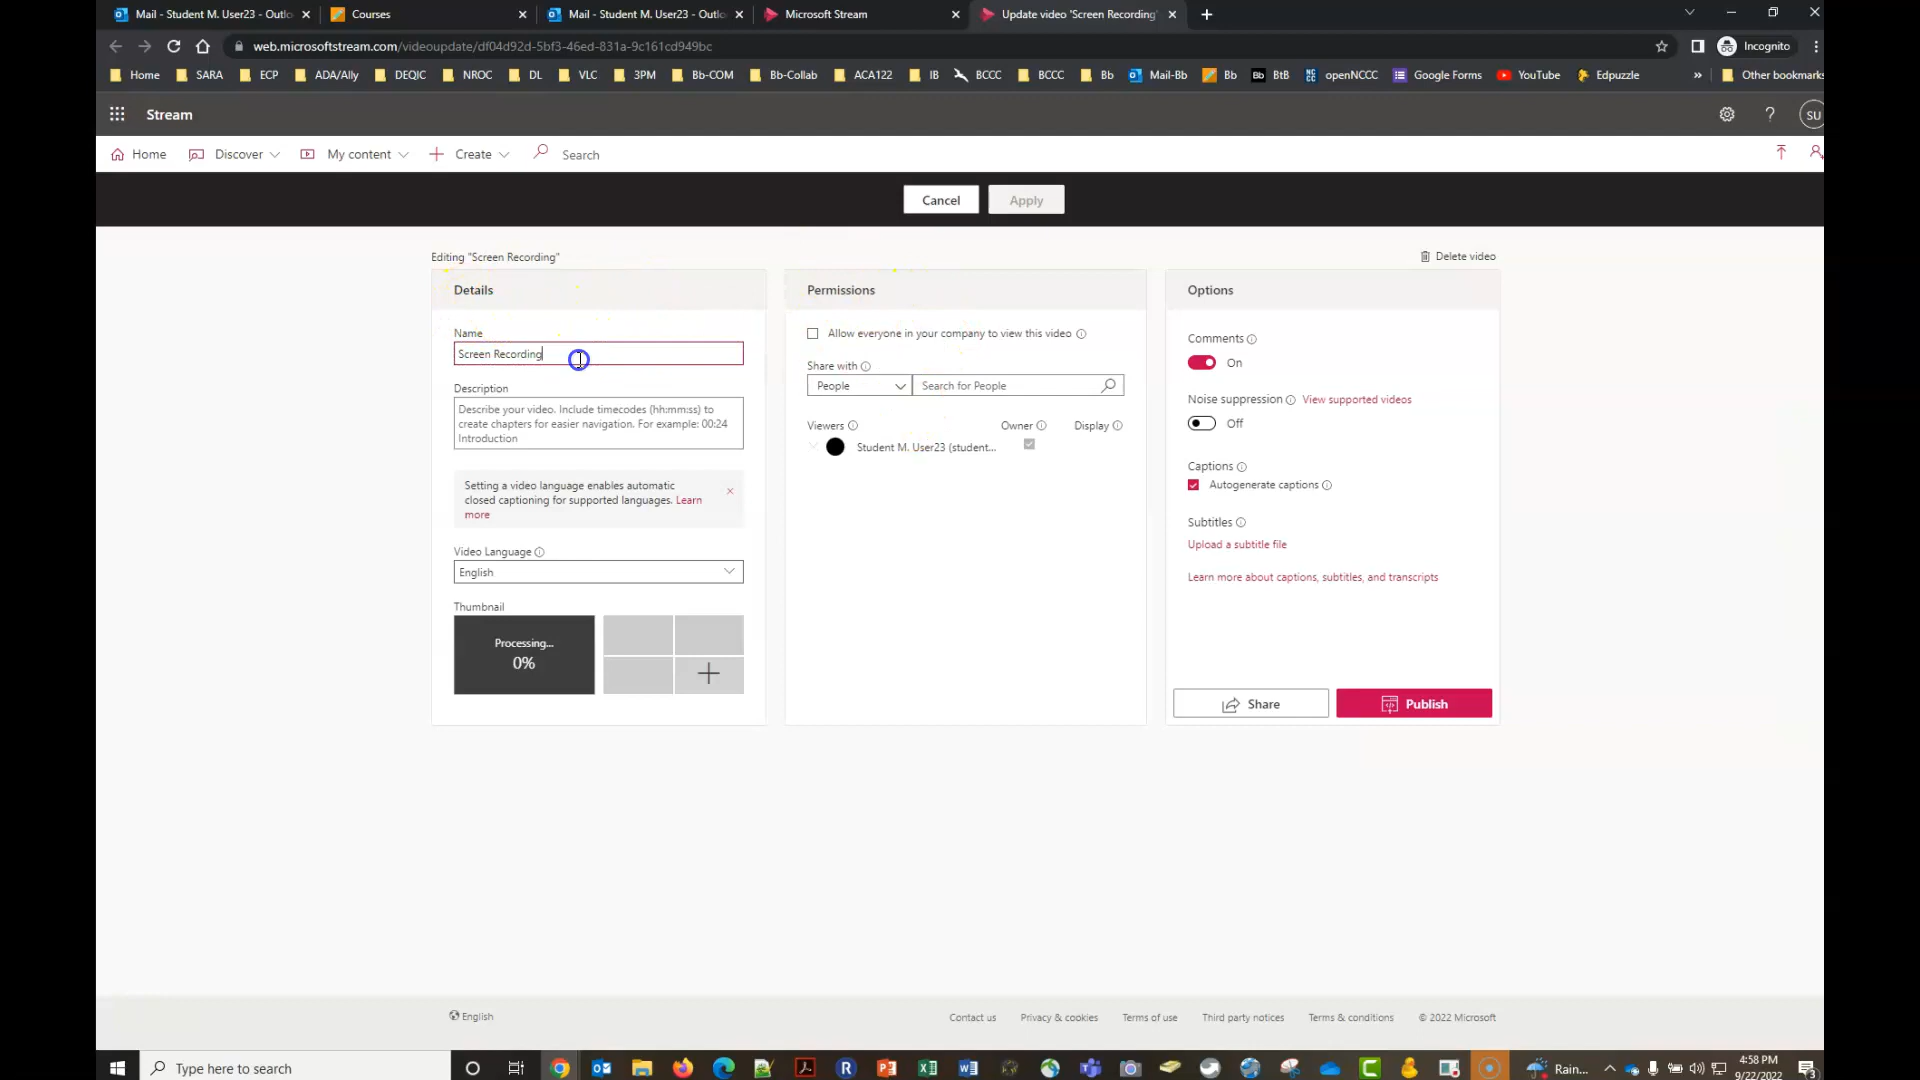 Mail - Student M. User23 - Outlo
Courses
Mail - Student M. User23 - Outlo
Microsoft Stream
Update video 'Screen Recording'
web.microsoftstream.com/videoupdate/df04d92d-5bf3-46ed-831a-9c161cd949bc
Incognito
Home SARA ECP ADA/Ally DEQIC NROC DL VLC 3PM Bb-COM Bb-Collab ACA122 IB BCCC BCCC Bb Mail-Bb Bb BtB openNCCC Google Forms YouTube Edpuzzle » Other bookmarks
Stream
? SU
Home Discover My content Create Search
Cancel Apply
Editing "Screen Recording"
Delete video
Details
Name
Screen Recording
Description
Describe your video. Include timecodes (hh:mm:ss) to
create chapters for easier navigation. For example: 00:24
Introduction
Setting a video language enables automatic
closed captioning for supported languages. Learn
more
Video Language
English
Thumbnail
Processing...
0%
Permissions
Allow everyone in your company to view this video
Share with
People Search for People
Viewers Owner Display
Student M. User23 (student...
Options
Comments
On
Noise suppression View supported videos
Off
Captions
Autogenerate captions
Subtitles
Upload a subtitle file
Learn more about captions, subtitles, and transcripts
Share Publish
English
Contact us Privacy & cookies Terms of use Third party notices Terms & conditions © 2022 Microsoft
Type here to search
Rain...
4:58 PM
9/22/2022
3